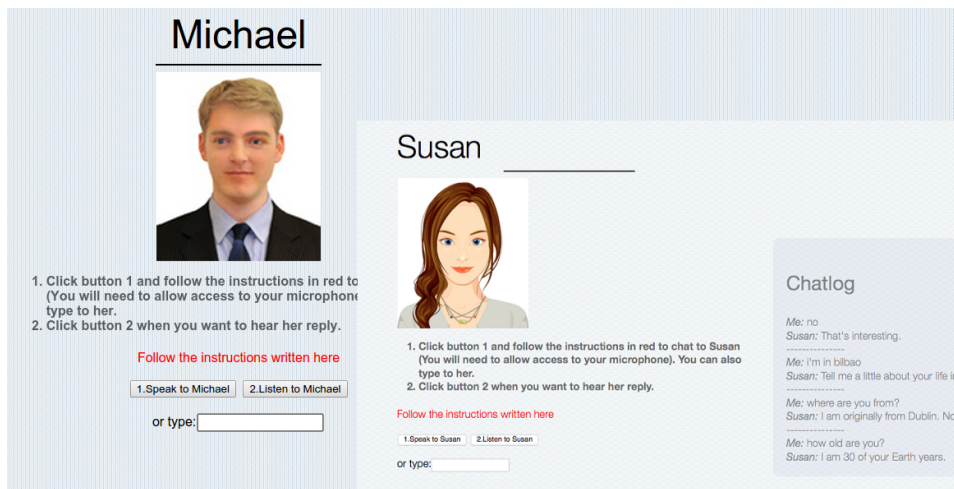 Michael
1. Click button 1 and follow the instructions in red to
(You will need to allow access to your microphone
type to her.
2. Click button 2 when you want to hear her reply.
Follow the instructions written here
1.Speak to Michael 2.Listen to Michael
or type:
Susan
1. Click button 1 and follow the instructions in red to chat to Susan
(You will need to allow access to your microphone). You can also
type to her.
2. Click button 2 when you want to hear her reply.
Follow the instructions written here
1.Speak to Susan 2.Listen to Susan
or type:
Chatlog
Me: no
Susan: That's interesting.
---------------
Me: i'm in bilbao
Susan: Tell me a little about your life i
---------------
Me: where are you from?
Susan: I am originally from Dublin. No
---------------
Me: how old are you?
Susan: I am 30 of your Earth years.